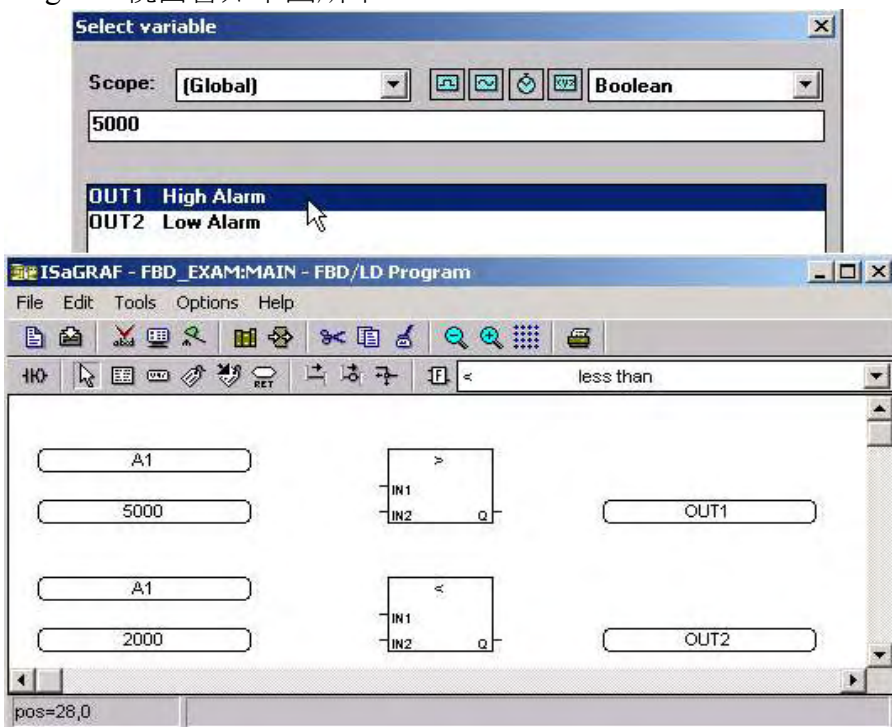 Select variable
Scope: (Global) xyz Boolean
5000
OUT1 High Alarm
OUT2 Low Alarm
ISaGRAF - FBD_EXAM:MAIN - FBD/LD Program
File Edit Tools Options Help
RET F < less than
A1 >
IN1
5000 IN2 Q OUT1
A1 <
IN1
2000 IN2 Q OUT2
pos=28,0